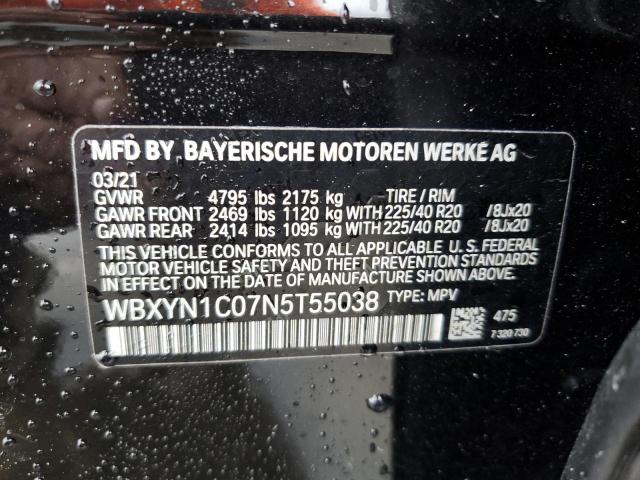 MFD BY. BAYERISCHE MOTOREN WERKE AG
03/21
GVWR 4795 lbs 2175 kg TIRE / RIM
GAWR FRONT 2469 lbs 1120 kg WITH 225/40 R20 /8Jx20
GAWR REAR 2414 lbs 1095 kg WITH 225/40 R20 /8Jx20
THIS VEHICLE CONFORMS TO ALL APPLICABLE U. S. FEDERAL
MOTOR VEHICLE SAFETY AND THEFT PREVENTION STANDARDS
IN EFFECT ON THE DATE OF MANUFACTURE SHOWN ABOVE.
WBXYN1C07N5T55038 TYPE: MPV
475
7 320 730